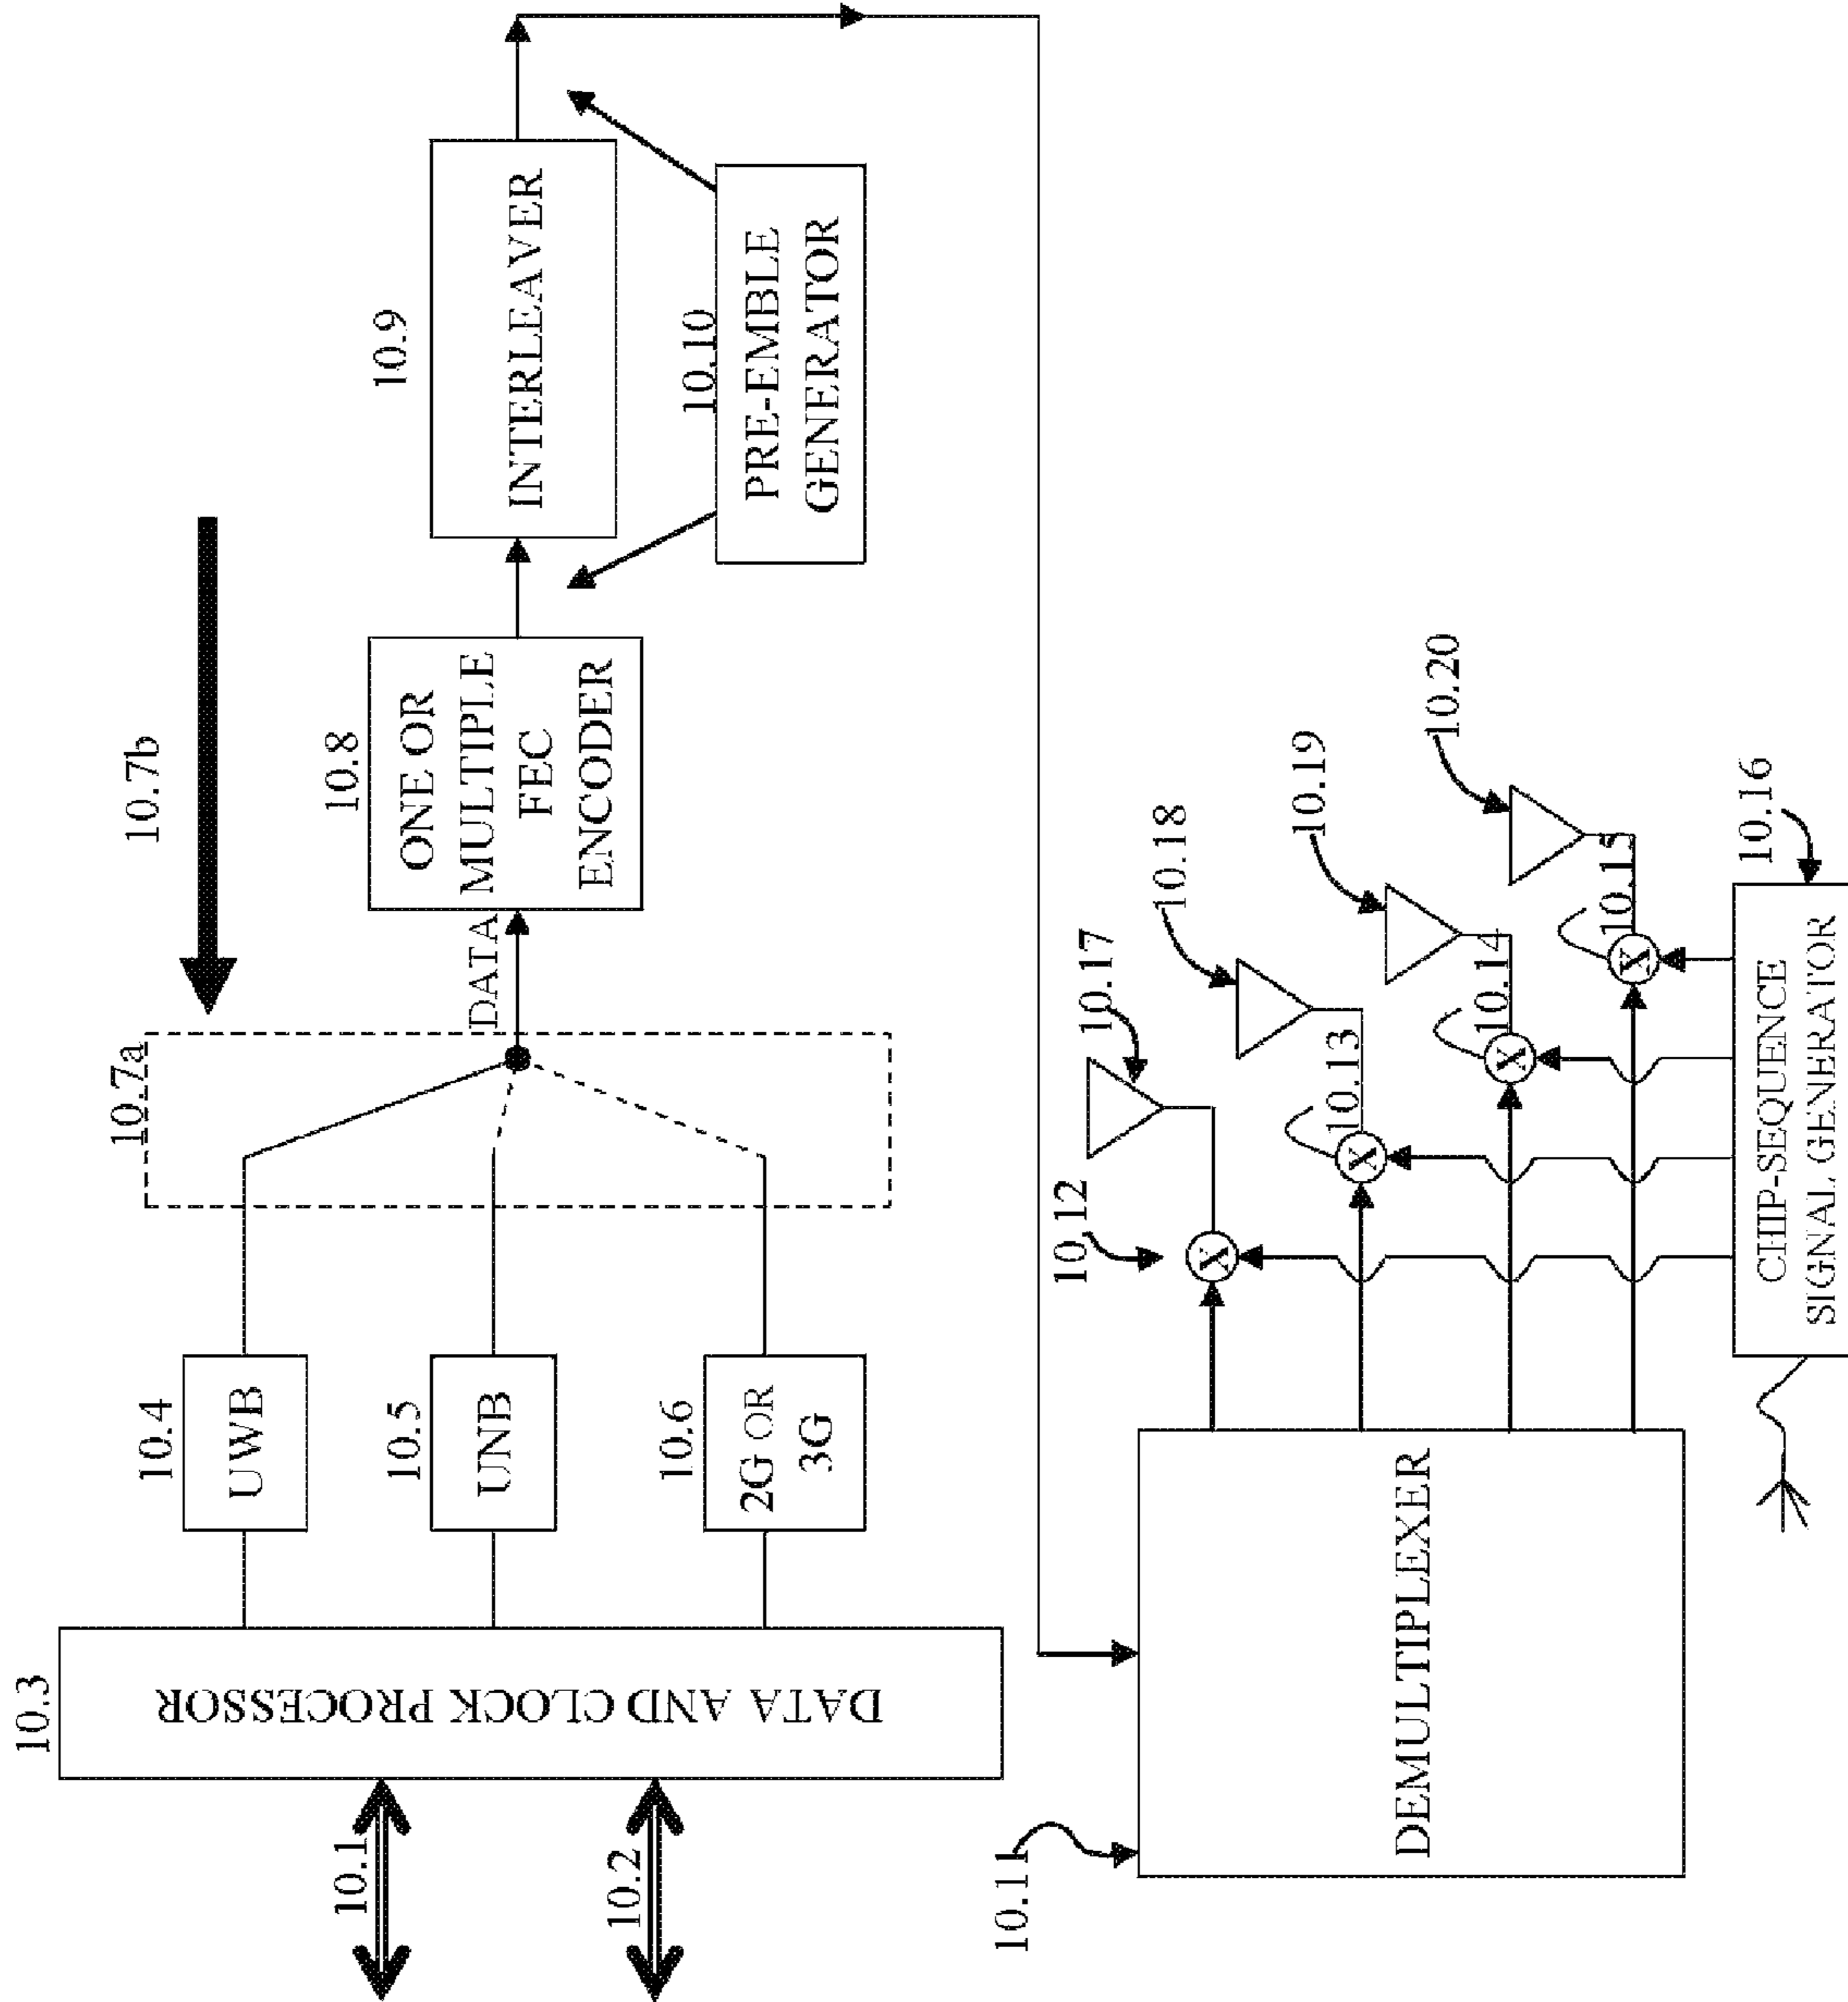 10.7b
10.7a
10.3
10.4
UWB
10.5
UNB
10.6
2G OR
3G
DATA AND CLOCK PROCESSOR
10.1
10.2
DATA
10.8
ONE OR
MULTIPLE
FEC
ENCODER
10.9
INTERLEAVER
10.10
PRE-EMBLE
GENERATOR
10.11
DEMULTIPLEXER
10.12
10.17
10.13
10.18
10.14
10.19
10.15
10.20
10.16
CHIP-SEQUENCE
SIGNAL GENERATOR
X
X
X
X